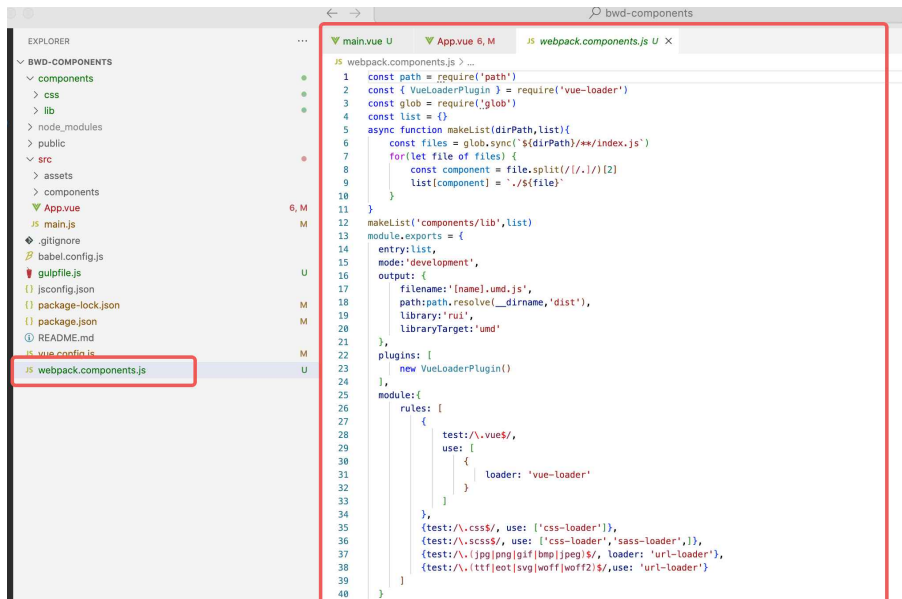 bwd-components
EXPLORER
BWD-COMPONENTS
components
css
lib
node_modules
public
src
assets
components
App.vue 6, M
JS main.js M
.gitignore
babel.config.js
gulpfile.js U
{} jsconfig.json
{} package-lock.json M
{} package.json M
README.md
JS vue.config.js M
JS webpack.components.js U
main.vue U App.vue 6, M JS webpack.components.js U ×
JS webpack.components.js > ...
1 const path = require('path')
2 const { VueLoaderPlugin } = require('vue-loader')
3 const glob = require('glob')
4 const list = {}
5 async function makeList(dirPath,list){
6 const files = glob.sync(`${dirPath}/**/index.js`)
7 for(let file of files) {
8 const component = file.split(/[/.]/)[2]
9 list[component] = `./${file}`
10 }
11 }
12 makeList('components/lib',list)
13 module.exports = {
14 entry:list,
15 mode:'development',
16 output: {
17 filename:'[name].umd.js',
18 path:path.resolve(__dirname,'dist'),
19 library:'rui',
20 libraryTarget:'umd'
21 },
22 plugins: [
23 new VueLoaderPlugin()
24 ],
25 module:{
26 rules: [
27 {
28 test:/\.vue$/,
29 use: [
30 {
31 loader: 'vue-loader'
32 }
33 ]
34 },
35 {test:/\.css$/, use: ['css-loader']},
36 {test:/\.scss$/, use: ['css-loader','sass-loader',]},
37 {test:/\.(jpg|png|gif|bmp|jpeg)$/, loader: 'url-loader'},
38 {test:/\.(ttf|eot|svg|woff|woff2)$/,use: 'url-loader'}
39 ]
40 }